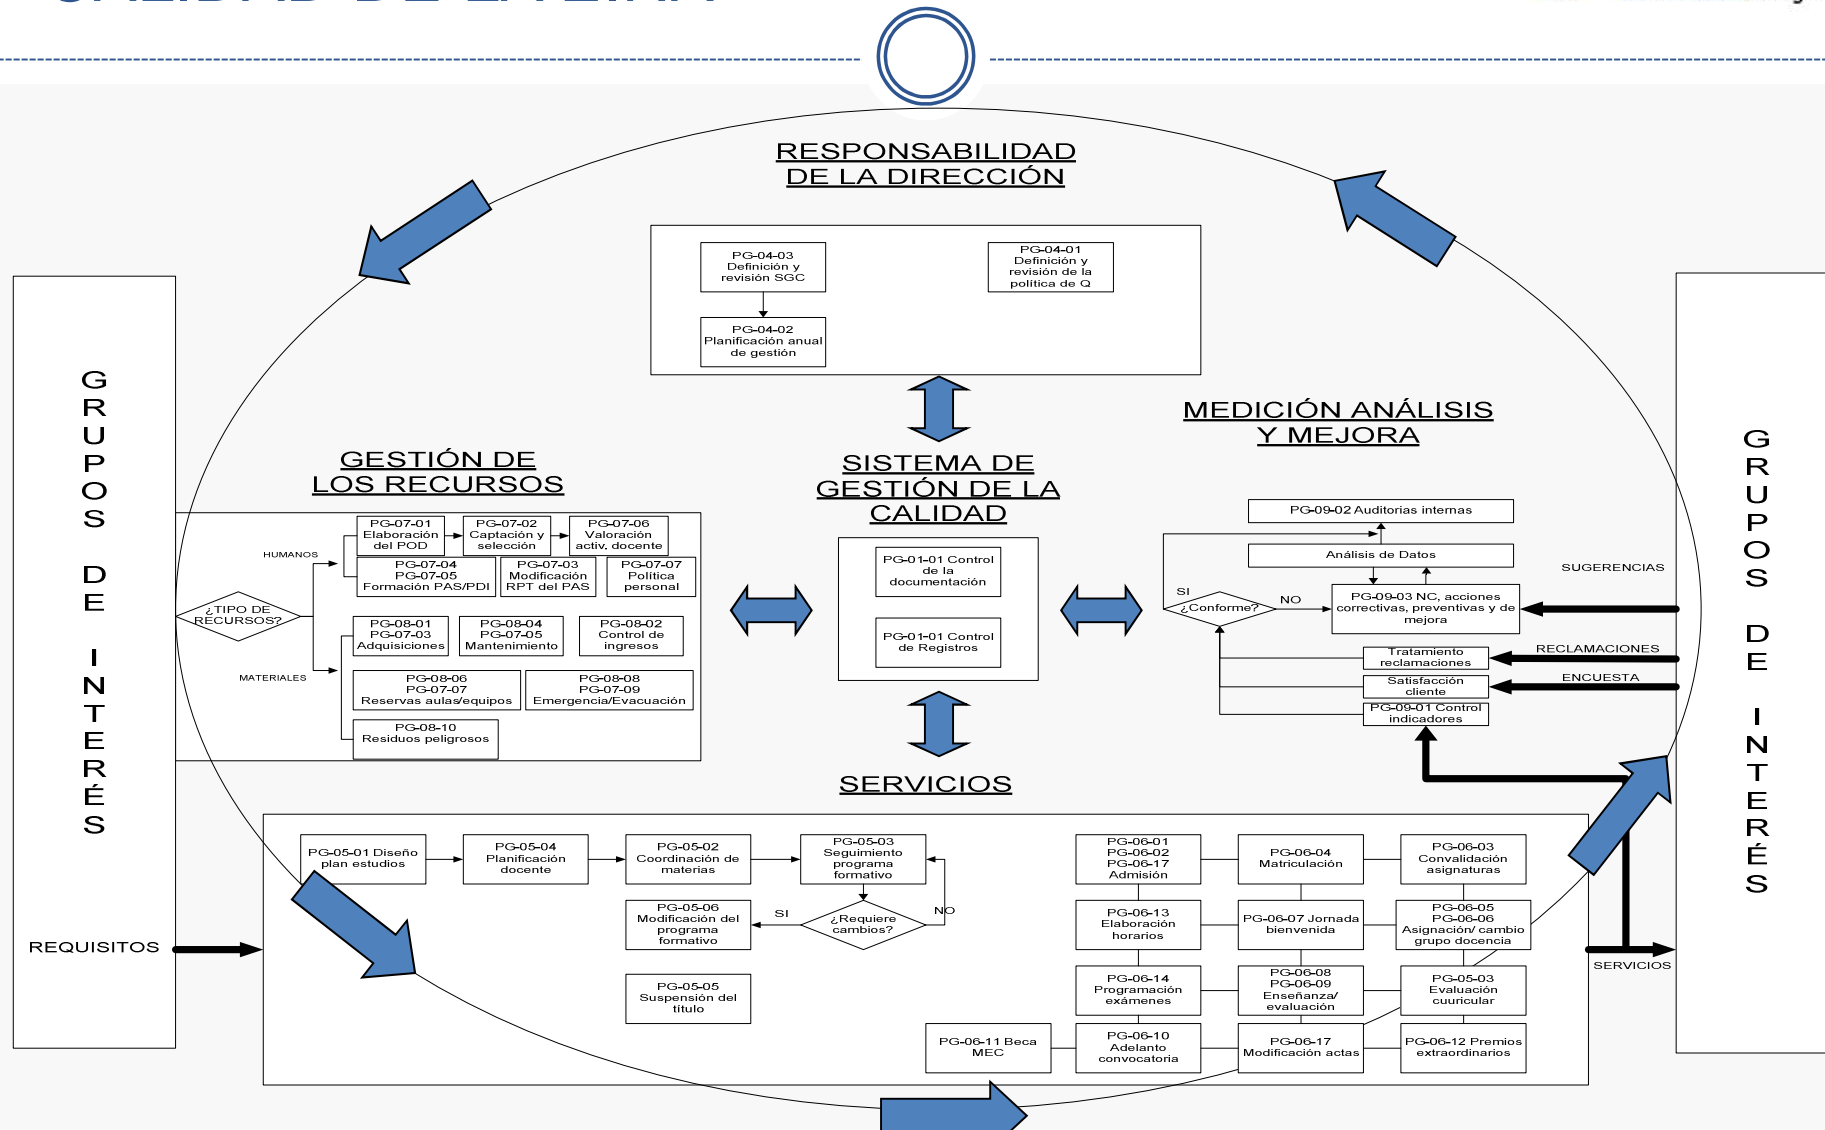 RESPONSABILIDAD
DE LA DIRECCIÓN
PG-04-03
Definición y
revisión SGC
PG-04-01
Definición y
revisión de la
política de Q
PG-04-02
Planificación anual
de gestión
GRUPOS DE INTERÉS
REQUISITOS
GESTIÓN DE
LOS RECURSOS
¿TIPO DE
RECURSOS?
HUMANOS
PG-07-01
Elaboración
del POD
PG-07-02
Captación y
selección
PG-07-06
Valoración
activ. docente
PG-07-04
PG-07-05
Formación PAS/PDI
PG-07-03
Modificación
RPT del PAS
PG-07-07
Política
personal
MATERIALES
PG-08-01
PG-07-03
Adquisiciones
PG-08-04
PG-07-05
Mantenimiento
PG-08-02
Control de
ingresos
PG-08-06
PG-07-07
Reservas aulas/equipos
PG-08-08
PG-07-09
Emergencia/Evacuación
PG-08-10
Residuos peligrosos
SISTEMA DE
GESTIÓN DE LA
CALIDAD
PG-01-01 Control
de la
documentación
PG-01-01 Control
de Registros
MEDICIÓN ANÁLISIS
Y MEJORA
PG-09-02 Auditorias internas
Análisis de Datos
SI
¿Conforme?
NO
PG-09-03 NC, acciones
correctivas, preventivas y de
mejora
SUGERENCIAS
Tratamiento
reclamaciones
RECLAMACIONES
Satisfacción
cliente
ENCUESTA
PG-09-01 Control
indicadores
GRUPOS DE INTERÉS
SERVICIOS
PG-05-01 Diseño
plan estudios
PG-05-04
Planificación
docente
PG-05-02
Coordinación de
materias
PG-05-03
Seguimiento
programa
formativo
PG-05-06
Modificación del
programa
formativo
SI
¿Requiere
cambios?
NO
PG-05-05
Suspensión del
título
PG-06-01
PG-06-02
PG-06-17
Admisión
PG-06-04
Matriculación
PG-06-03
Convalidación
asignaturas
PG-06-13
Elaboración
horarios
PG-06-07 Jornada
bienvenida
PG-06-05
PG-06-06
Asignación/ cambio
grupo docencia
PG-06-14
Programación
exámenes
PG-06-08
PG-06-09
Enseñanza/
evaluación
PG-05-03
Evaluación
cuuricular
PG-06-11 Beca
MEC
PG-06-10
Adelanto
convocatoria
PG-06-17
Modificación actas
PG-06-12 Premios
extraordinarios
SERVICIOS